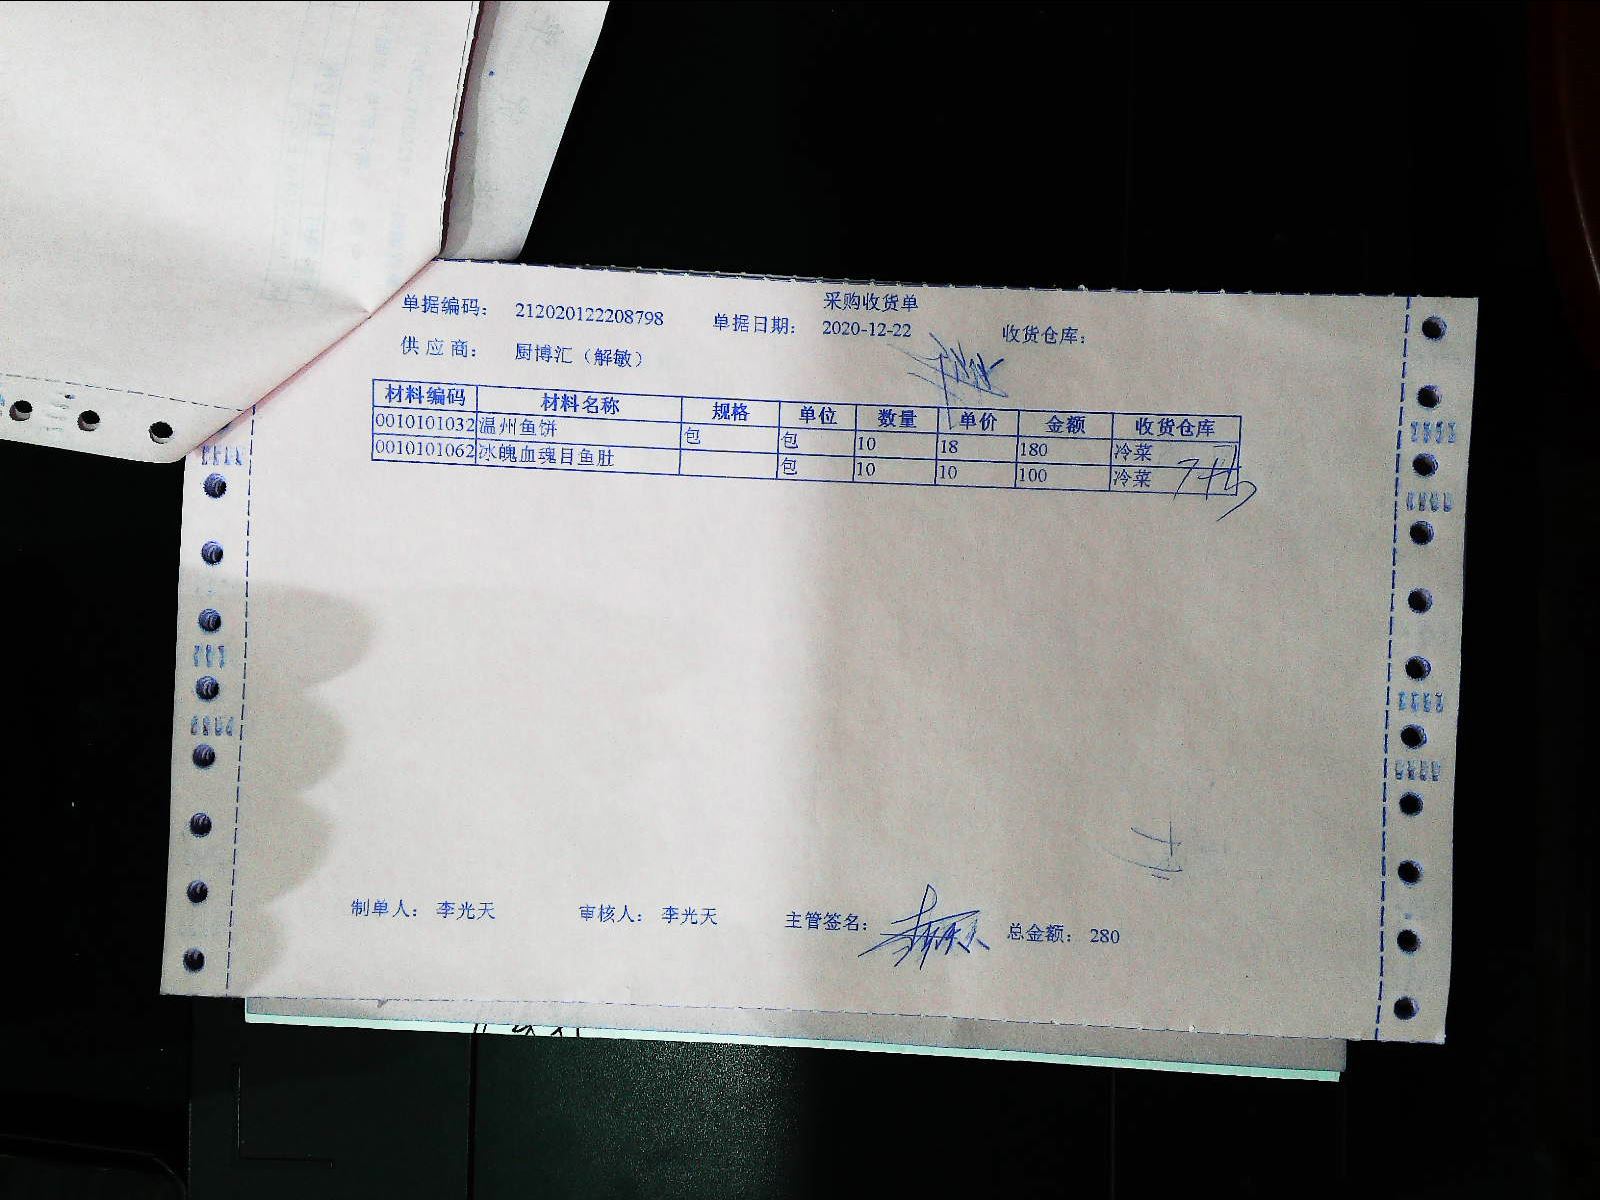 采购收货单
单据编码: 212020122208798 单据日期: 2020-12-22 收货仓库:
供应商: 厨博汇（解敏）
材料编码 材料名称 规格 单位 数量 单价 金额 收货仓库
0010101032 温州鱼饼 包 包 10 18 180 冷菜
0010101062 冰魄血魂目鱼肚 包 10 10 100 冷菜
制单人: 李光天 审核人: 李光天 主管签名: 总金额: 280